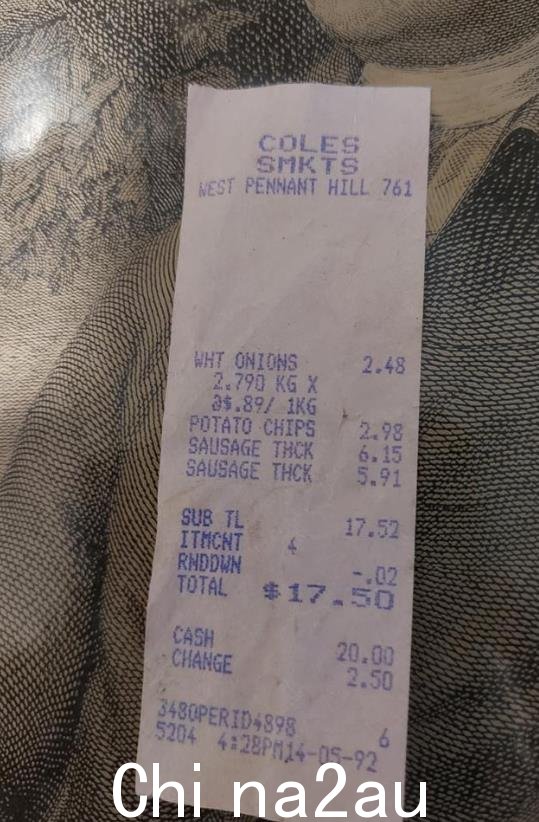 COLES
SMKTS
WEST PENNANT HILL 761
WHT ONIONS 2.48
2.790 KG X
@$.89/ 1KG
POTATO CHIPS 2.98
SAUSAGE THCK 6.15
SAUSAGE THCK 5.91
SUB TL 17.52
ITMCNT 4
RNDDWN -.02
TOTAL $17.50
CASH 20.00
CHANGE 2.50
3480PERID4898 6
5204 4:28PM14-05-92
Chi na2au